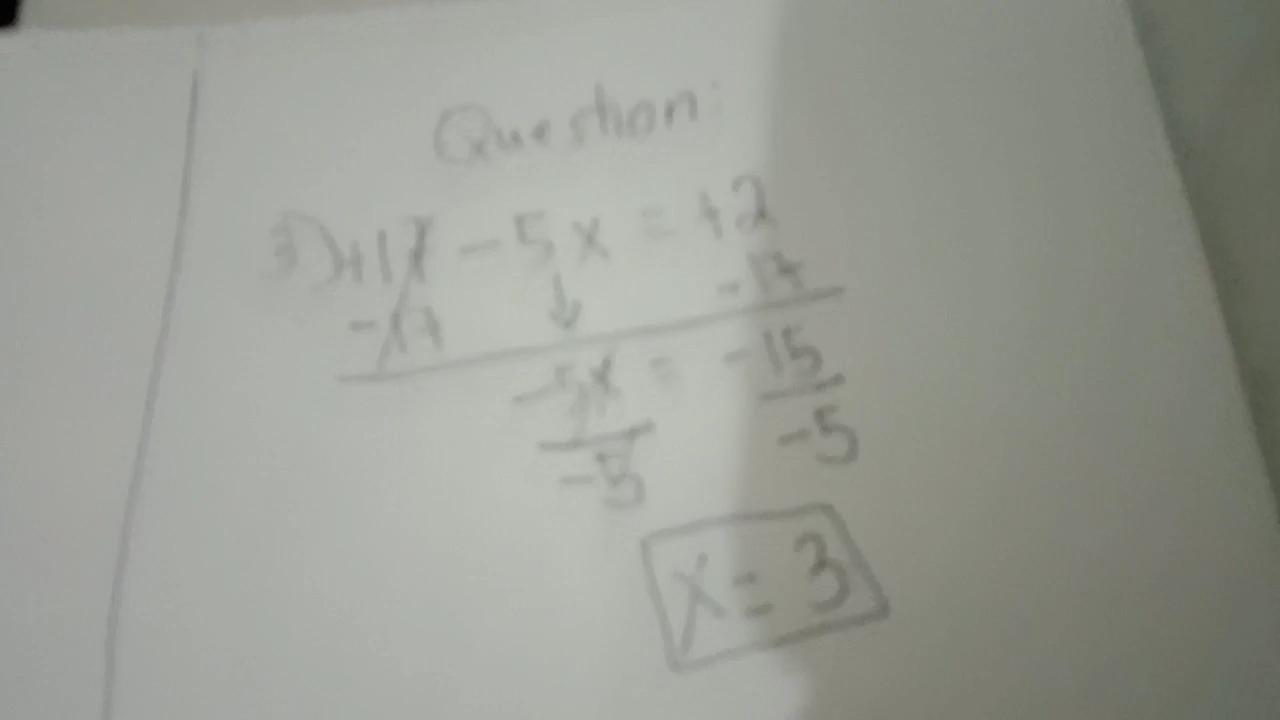 Question:
3) +17 - 5x = +2
-17 -17
-5x = -15
-5 -5
x = 3